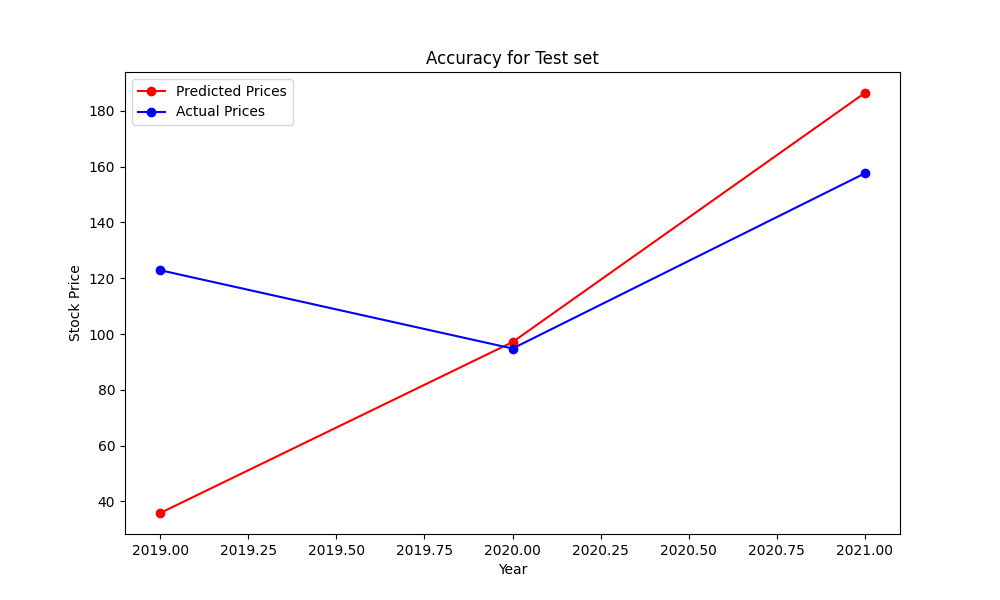 Accuracy for Test set
Predicted Prices
Actual Prices
180
160
140
120
100
80
60
40
Stock Price
2019.00 2019.25 2019.50 2019.75 2020.00 2020.25 2020.50 2020.75 2021.00
Year